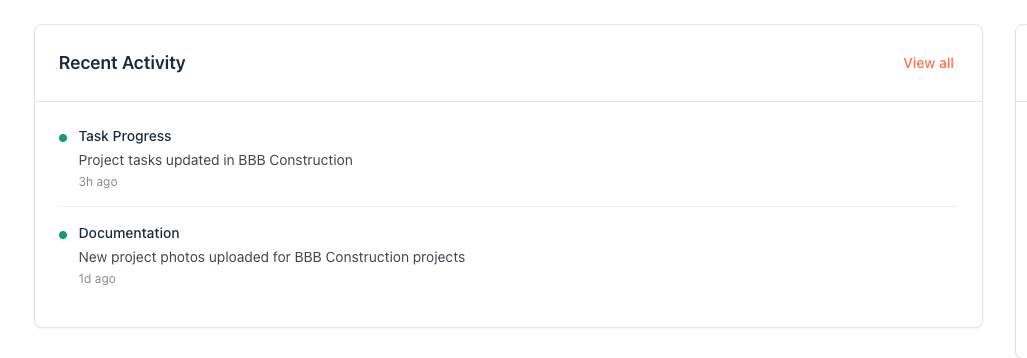 Recent Activity
View all
Task Progress
Project tasks updated in BBB Construction
3h ago
Documentation
New project photos uploaded for BBB Construction projects
1d ago